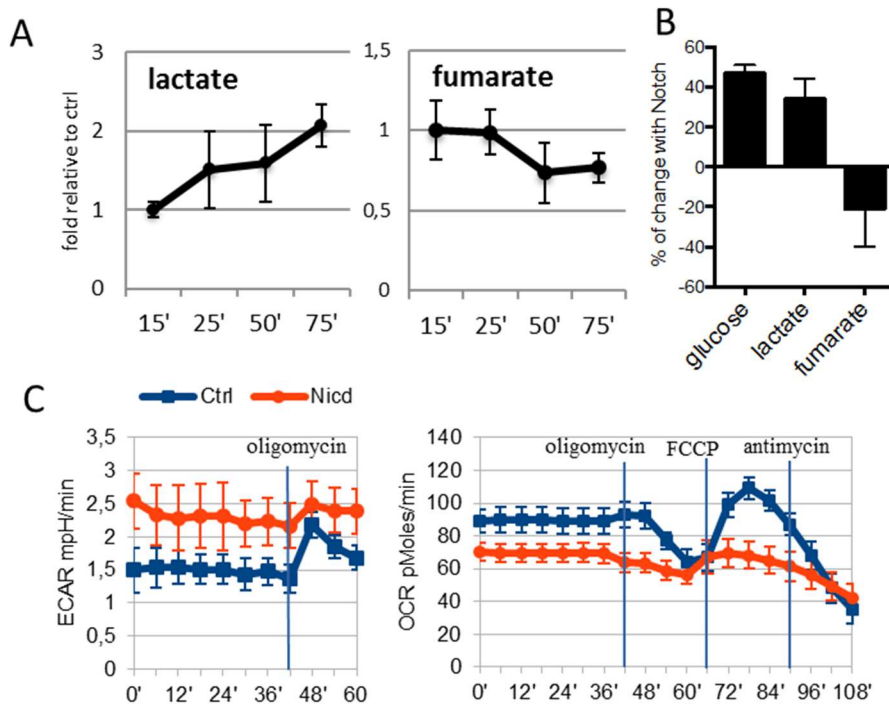 A
B
lactate
fumarate
fold relative to ctrl
3
2
1
0
1,5
1
0,5
0
15' 25' 50' 75'
15' 25' 50' 75'
% of change with Notch
60
40
20
0
-20
-40
-60
glucose
lactate
fumarate
C
Ctrl Nicd
oligomycin
ECAR mpH/min
3,5
3
2,5
2
1,5
1
0,5
0
0' 12' 24' 36' 48' 60
oligomycin FCCP antimycin
OCR pMoles/min
140
120
100
80
60
40
20
0
0' 12' 24' 36' 48' 60' 72' 84' 96' 108'